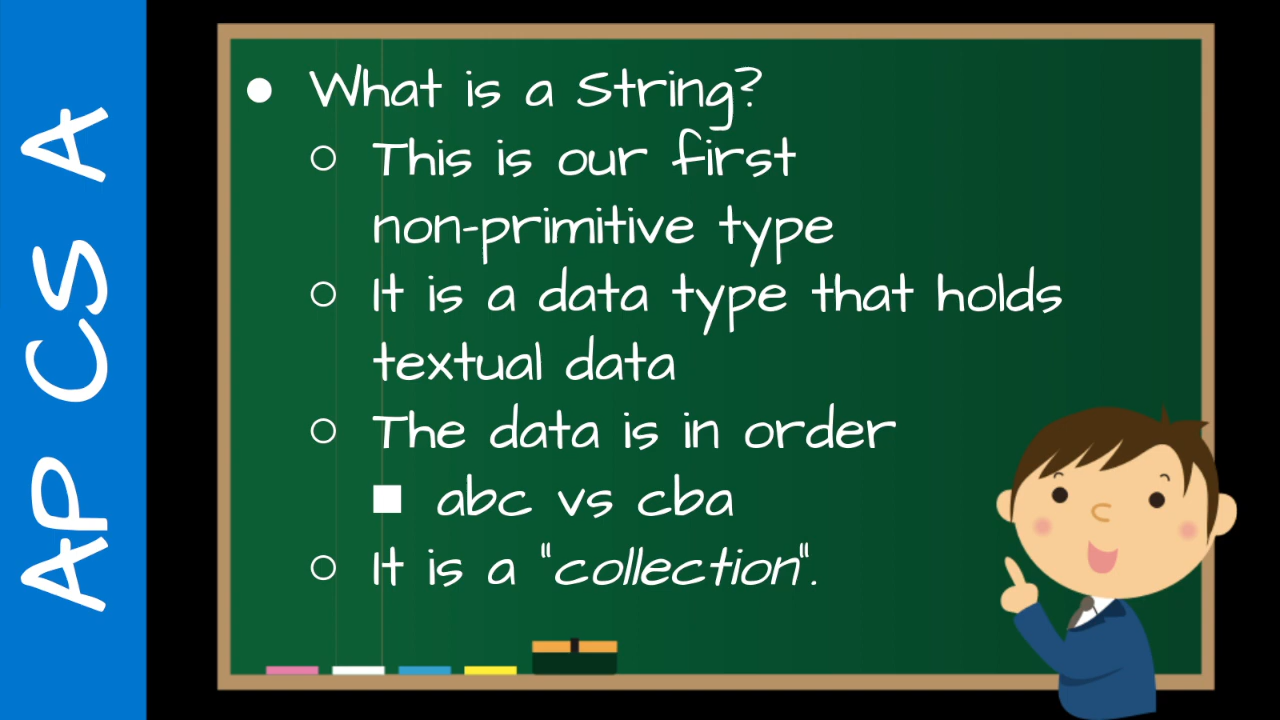 AP CS A
What is a String?
This is our first
non-primitive type
It is a data type that holds
textual data
The data is in order
abc vs cba
It is a "collection".